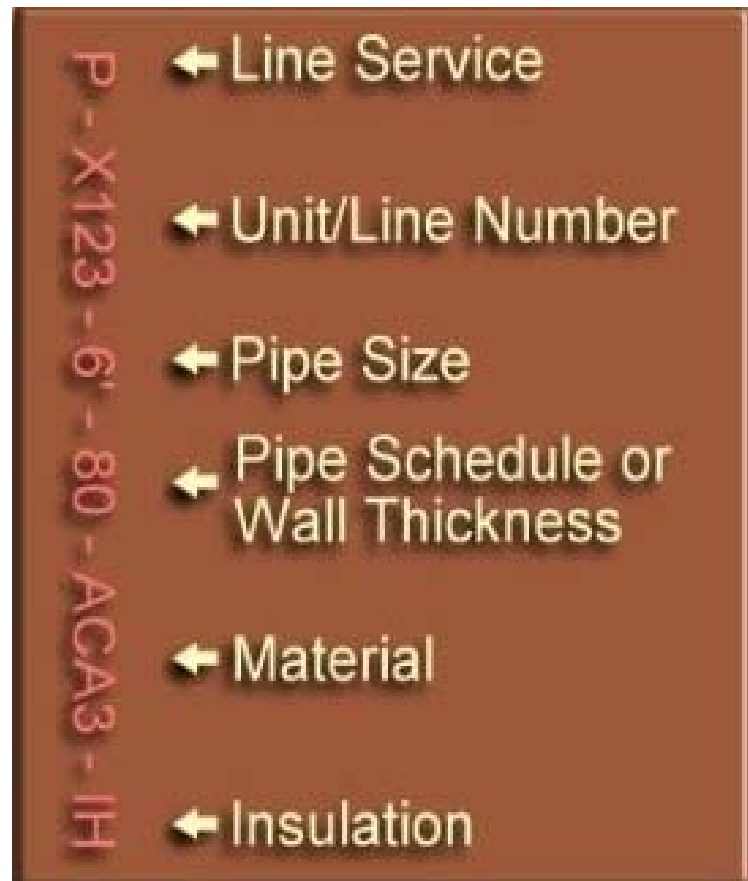 P - X123 - 6' - 80 - ACA3 - IH
Line Service
Unit/Line Number
Pipe Size
Pipe Schedule or
Wall Thickness
Material
Insulation